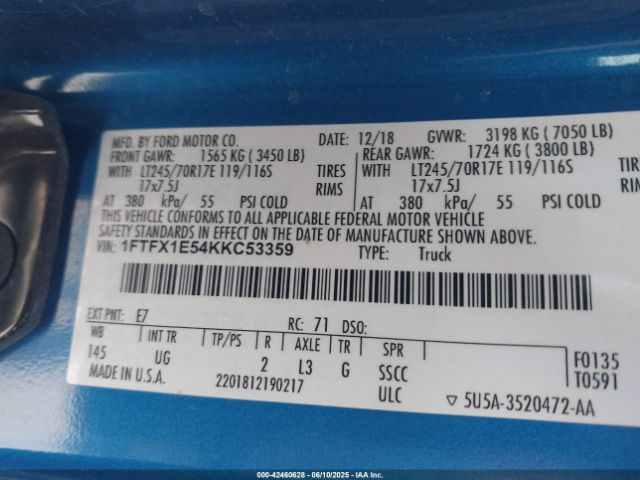 MFD. BY FORD MOTOR CO. DATE: 12/18 GVWR: 3198 KG (7050 LB)
FRONT GAWR: 1565 KG (3450 LB) REAR GAWR: 1724 KG (3800 LB)
WITH LT245/70R17E 119/116S TIRES WITH LT245/70R17E 119/116S TIRES
17x7.5J RIMS 17x7.5J RIMS
AT 380 kPa/ 55 PSI COLD AT 380 kPa/ 55 PSI COLD
THIS VEHICLE CONFORMS TO ALL APPLICABLE FEDERAL MOTOR VEHICLE
SAFETY STANDARDS IN EFFECT ON THE DATE OF MANUFACTURE SHOWN ABOVE.
VIN: 1FTFX1E54KKC53359 TYPE: Truck
EXT PNT: E7 RC: 71 DSO:
WB INT TR TP/PS R AXLE TR SPR
145 UG 2 L3 G SSCC
MADE IN U.S.A. 2201812190217 ULC
F0135
T0591
▽ 5U5A-3520472-AA
000-42460628 - 06/10/2025 - IAAI.COM